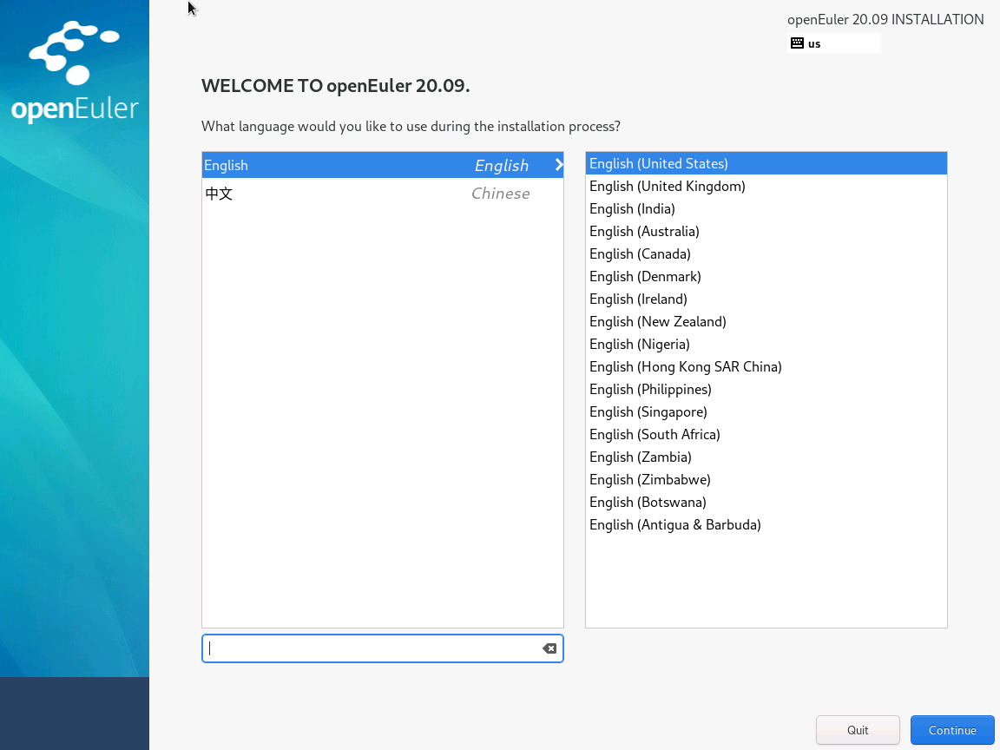 openEuler
openEuler 20.09 INSTALLATION
us
WELCOME TO openEuler 20.09.
What language would you like to use during the installation process?
English English
中文 Chinese
English (United States)
English (United Kingdom)
English (India)
English (Australia)
English (Canada)
English (Denmark)
English (Ireland)
English (New Zealand)
English (Nigeria)
English (Hong Kong SAR China)
English (Philippines)
English (Singapore)
English (South Africa)
English (Zambia)
English (Zimbabwe)
English (Botswana)
English (Antigua & Barbuda)
Quit Continue